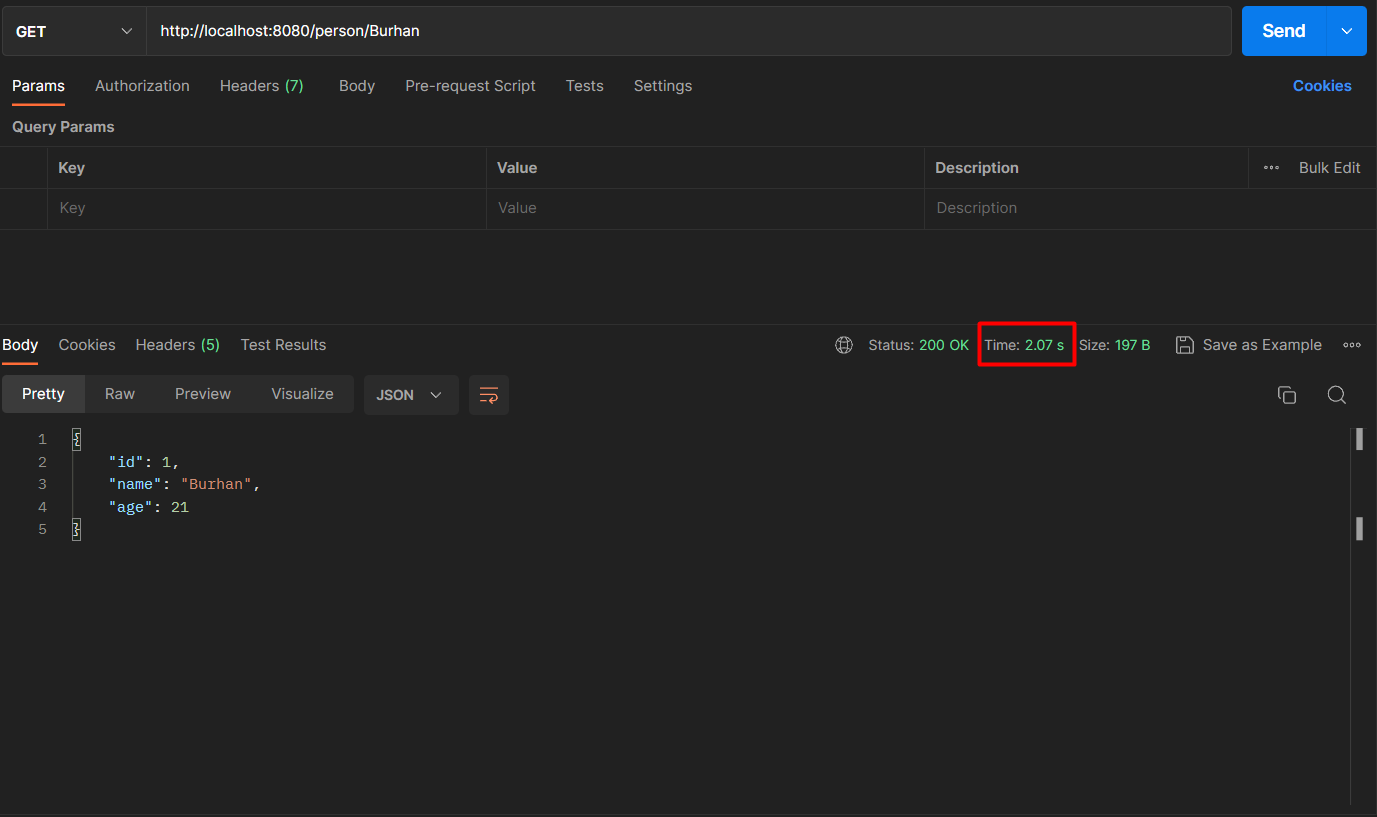 GET http://localhost:8080/person/Burhan Send
Params Authorization Headers (7) Body Pre-request Script Tests Settings Cookies
Query Params
Key Value Description Bulk Edit
Key Value Description
Body Cookies Headers (5) Test Results Status: 200 OK Time: 2.07 s Size: 197 B Save as Example
Pretty Raw Preview Visualize JSON
1 {
2 "id": 1,
3 "name": "Burhan",
4 "age": 21
5 }